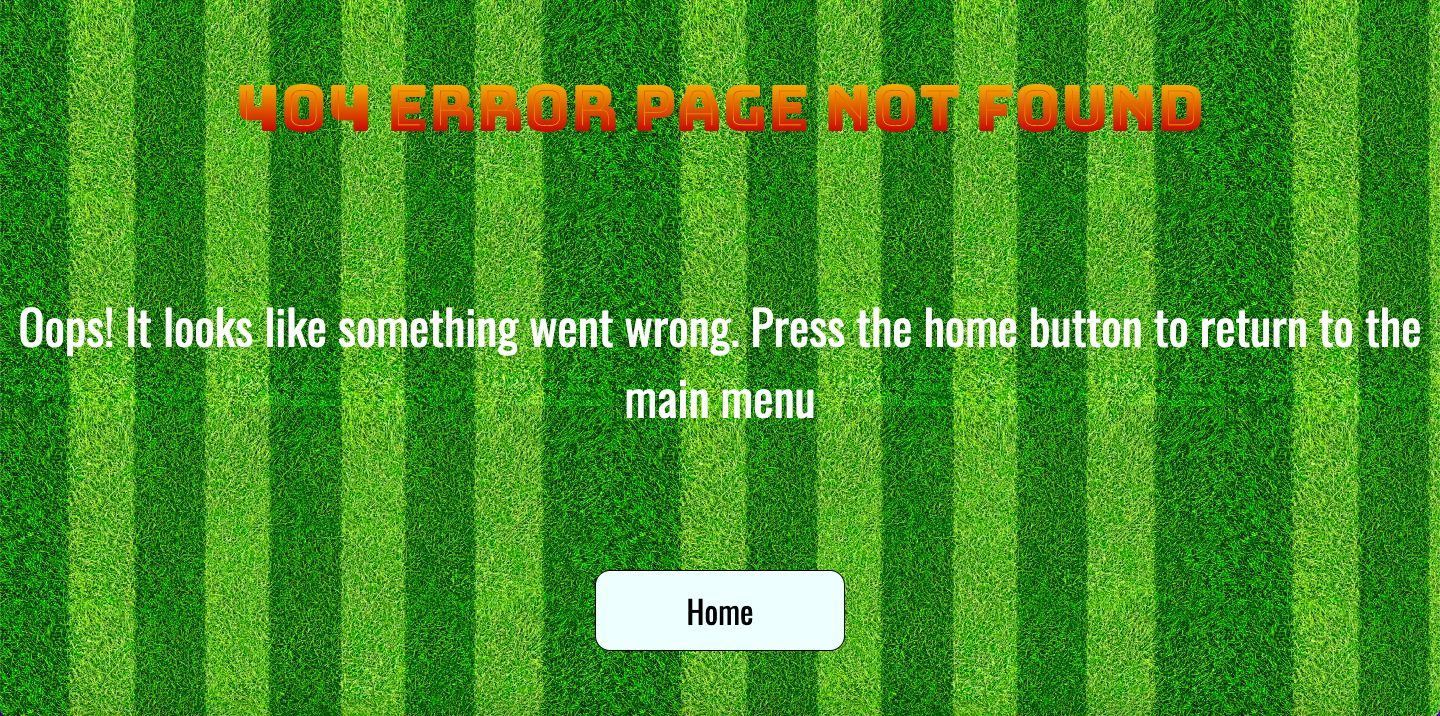 404 ERROR PAGE NOT FOUND
Oops! It looks like something went wrong. Press the home button to return to the
main menu
Home